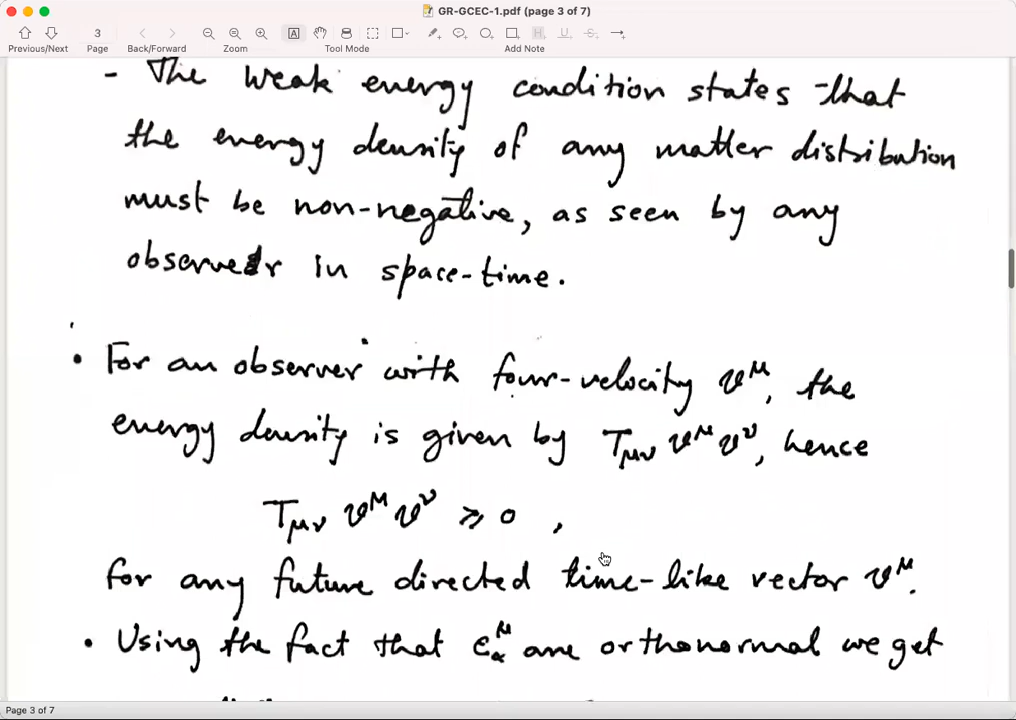 GR-GCEC-1.pdf (page 3 of 7)
3
Previous/Next Page Back/Forward Zoom Tool Mode Add Note
- The weak energy condition states that
the energy density of any matter distribution
must be non-negative, as seen by any
observer in space-time.
• For an observer with four-velocity v^μ, the
energy density is given by T_μν v^μ v^ν, hence
T_μν v^μ v^ν ⩾ 0 ,
for any future directed time-like vector v^μ.
• Using the fact that e^μ_α are orthonormal we get
Page 3 of 7